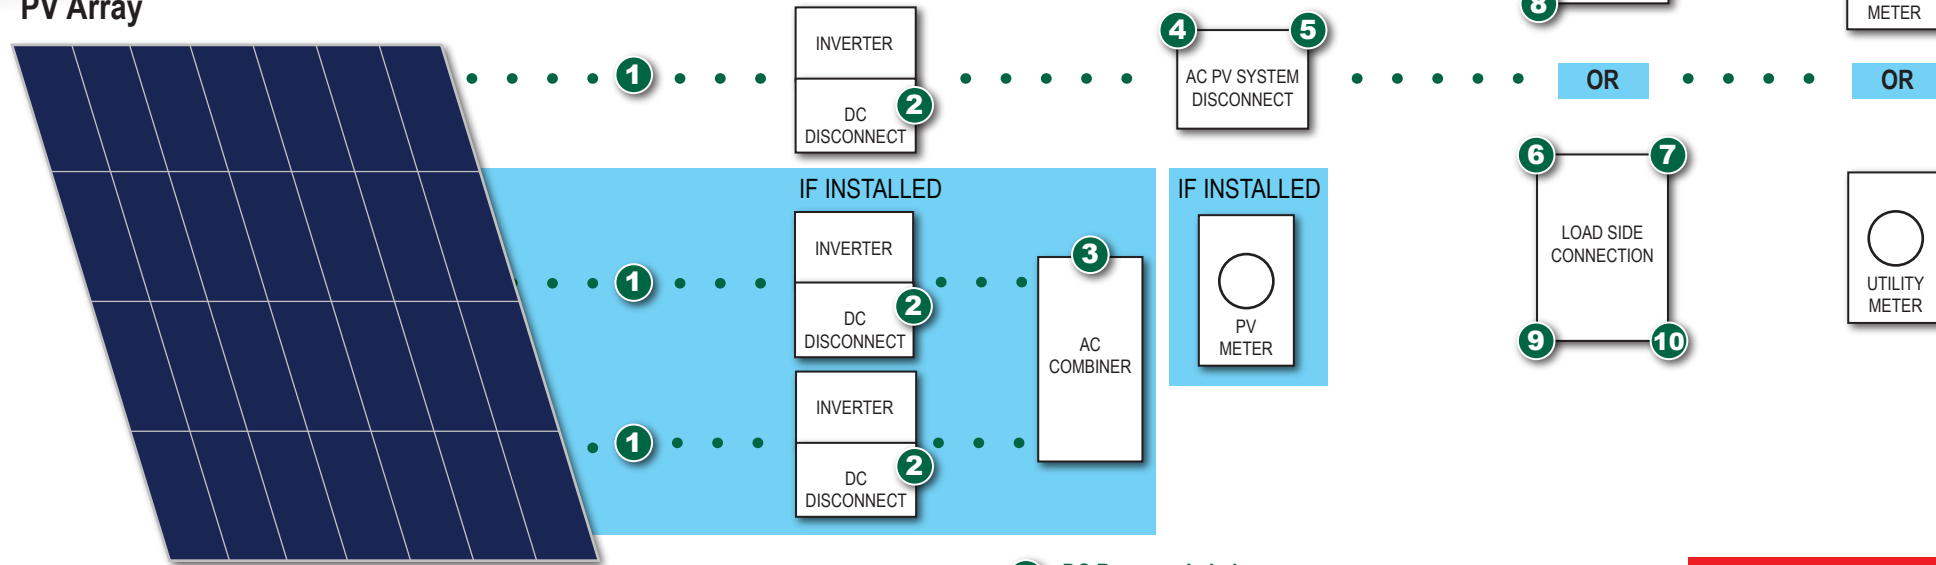 PV Array
8
METER
INVERTER
4
5
1
AC PV SYSTEM
DISCONNECT
OR
OR
DC
DISCONNECT
2
IF INSTALLED
IF INSTALLED
6
7
INVERTER
3
LOAD SIDE
CONNECTION
1
UTILITY
METER
DC
DISCONNECT
2
PV
METER
AC
COMBINER
9
10
INVERTER
1
DC
DISCONNECT
2